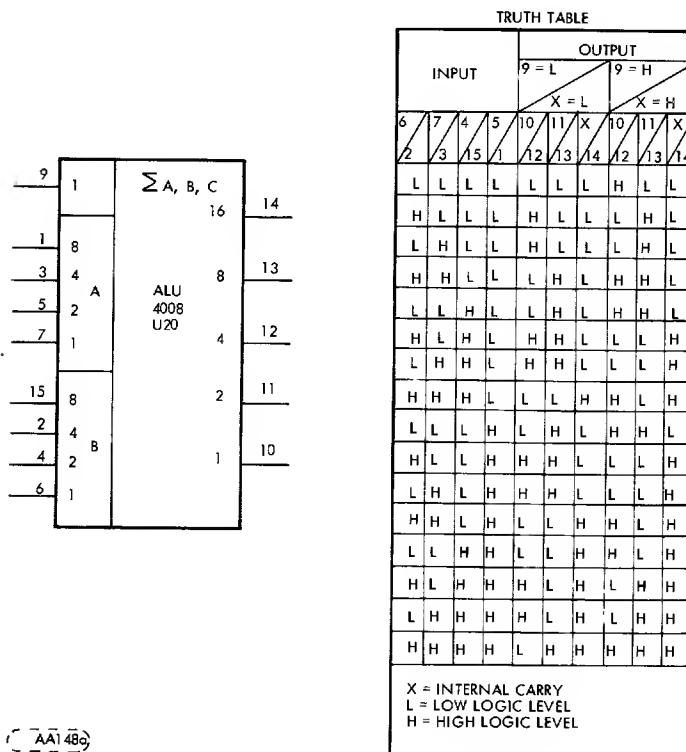 TRUTH TABLE
INPUT
OUTPUT
9 = L
X = L
9 = H
X = H
6 7 4 5 10 11 X 10 11 X
2 3 15 1 12 13 14 12 13 14
L L L L L L L H L L
H L L L H L L L H L
L H L L H L L L H L
H H L L L H L H H L
L L H L L H L H H L
H L H L H H L L L H
L H H L H H L L L H
H H H L L L H H L H
L L L H L H L H H L
H L L H H H L L L H
L H L H H H L L L H
H H L H L L H H L H
L L H H L L H H L H
H L H H H L H L H H
L H H H H L H L H H
H H H H L H H H H H
X = INTERNAL CARRY
L = LOW LOGIC LEVEL
H = HIGH LOGIC LEVEL
9 1 Σ A, B, C
16 14
1 8
3 4 A
5 2
7 1
ALU
4008
U20
8 13
4 12
2 11
1 10
15 8
2 4 B
4 2
6 1